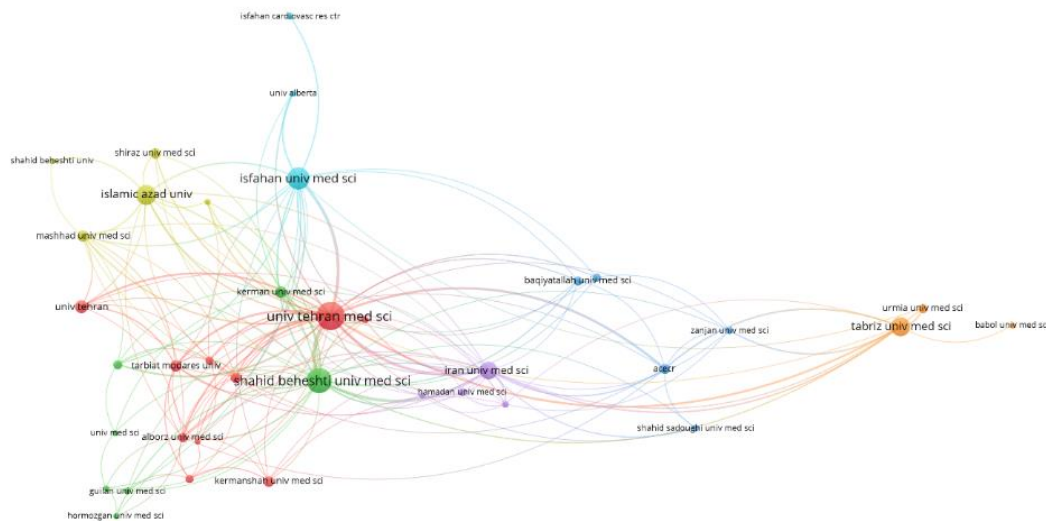 isfahan cardiovasc res ctr
univ alberta
shiraz univ med sci
shahid beheshti univ
isfahan univ med sci
islamic azad univ
mashhad univ med sci
baqiyatallah univ med sci
kerman univ med sci
univ tehran
urmia univ med sci
univ tehran med sci
tabriz univ med sci
babol univ med sci
zanjan univ med sci
tarbiat modares univ
iran univ med sci
acecr
shahid beheshti univ med sci
hamadan univ med sci
shahid sadoughi univ med sci
univ med sci
alborz univ med sci
kermanshah univ med sci
guilan univ med sci
hormozgan univ med sci